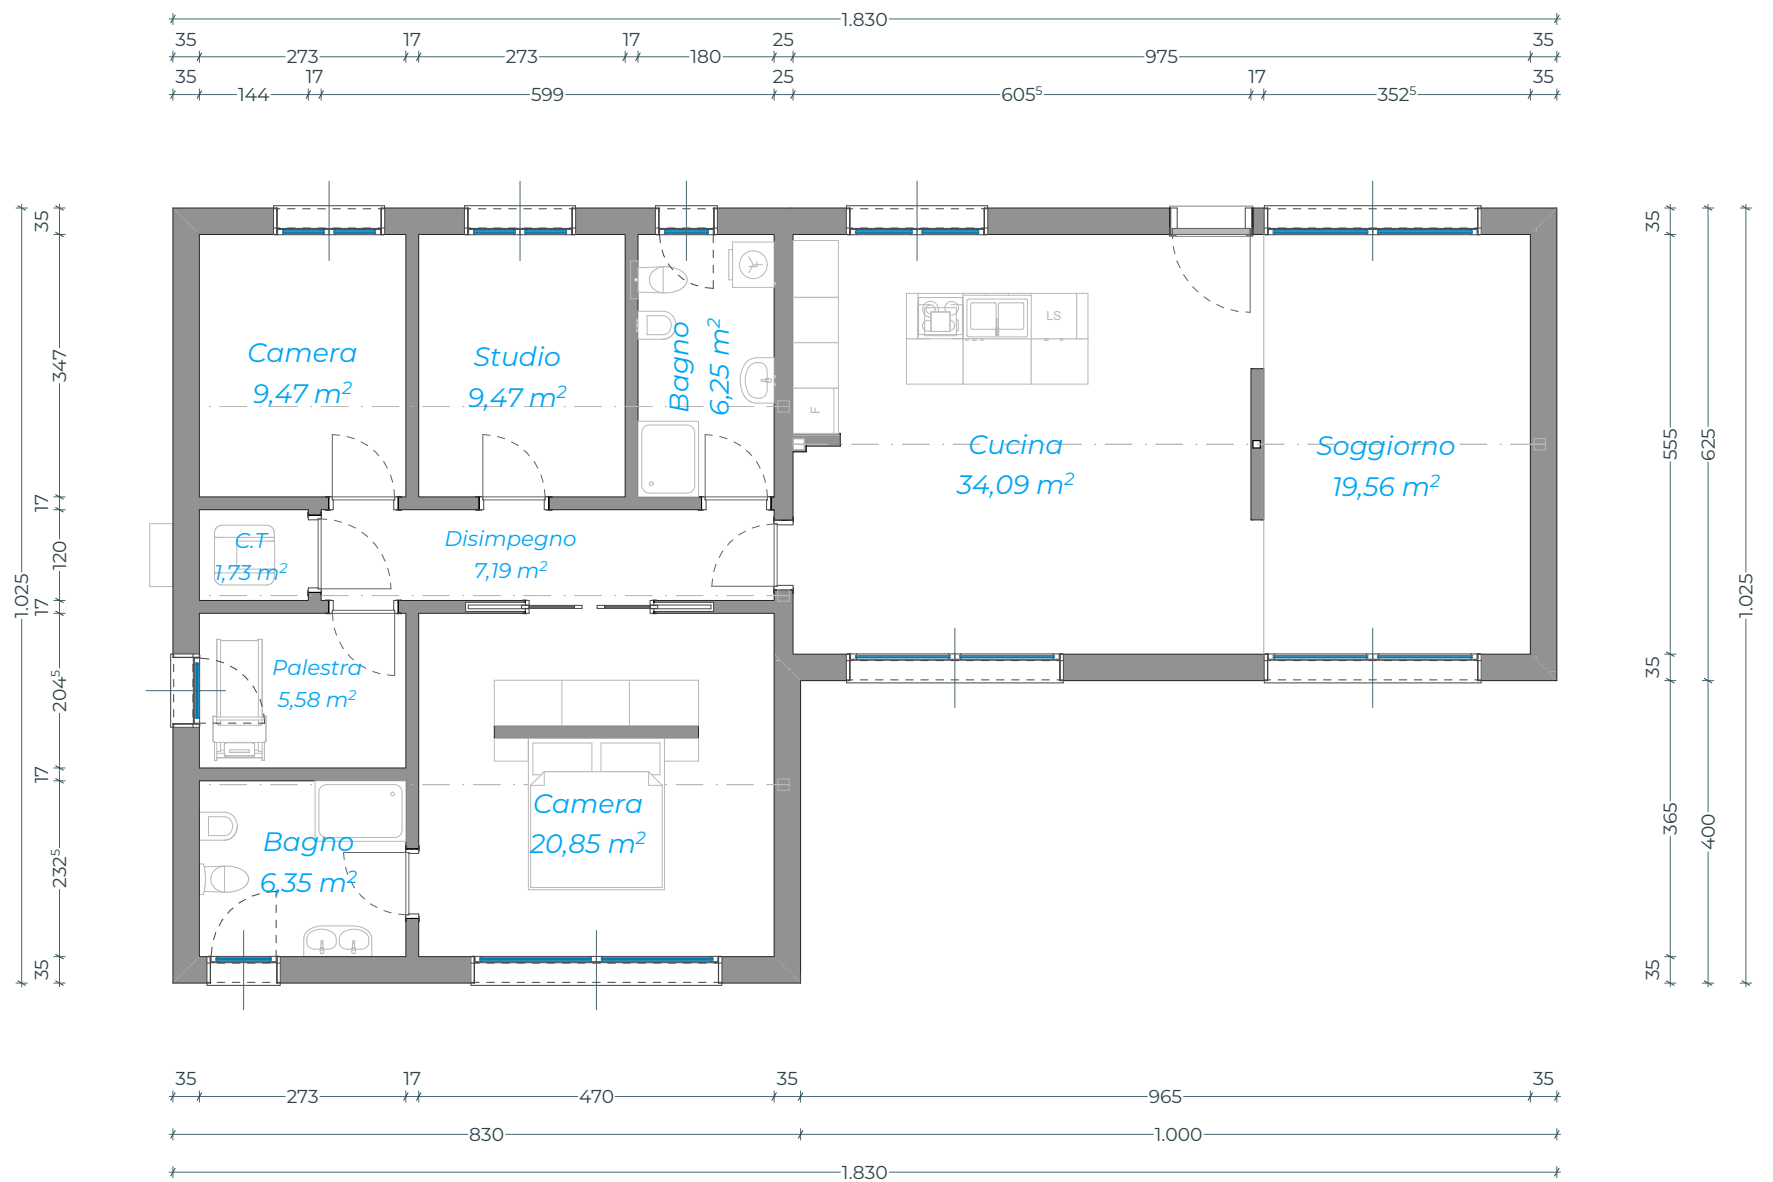 1.830
35 17 17 25 35
273 273 180 975
35 17 25 17 35
144 599 605⁵ 352⁵
35
347
17
120
17
204⁵
17
232⁵
35
1.025
Camera
9,47 m²
Studio
9,47 m²
Bagno
6,25 m²
F
LS
Cucina
34,09 m²
Soggiorno
19,56 m²
C.T
1,73 m²
Disimpegno
7,19 m²
Palestra
5,58 m²
Camera
20,85 m²
Bagno
6,35 m²
35
555
35
365
35
625
400
1.025
35 17 35 35
273 470 965
830 1.000
1.830